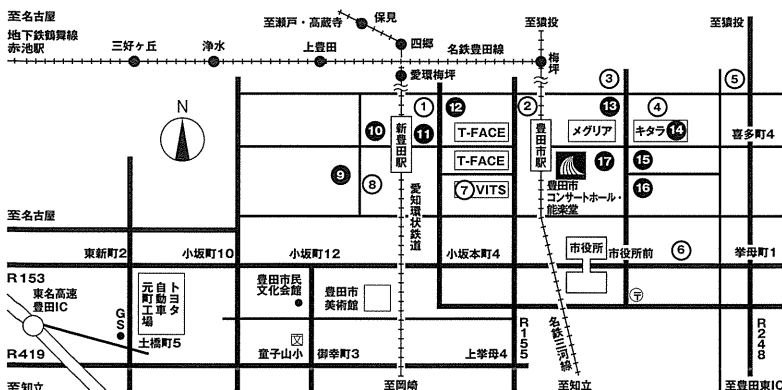 至名古屋
地下鉄鶴舞線
赤池駅
三好ヶ丘
浄水
上豊田
至瀬戸・高蔵寺
保見
四郷
愛環梅坪
名鉄豊田線
梅坪
至猿投
至猿投
N
①
②
③
④
⑤
⑥
⑦
⑧
❾
❿
⓫
⓬
⓭
⓮
⓯
⓰
⓱
新豊田駅
T-FACE
T-FACE
VITS
豊田市駅
メグリア
キタラ
喜多町4
豊田市
コンサートホール・
能楽堂
愛知環状鉄道
至名古屋
東新町2
小坂町10
小坂町12
小坂本町4
市役所
市役所前
挙母町1
R153
東名高速
豊田IC
GS
トヨタ
自動車
元町工場
土橋町5
豊田市民
文化会館
豊田市
美術館
文
童子山小
御幸町3
上挙母4
R155
名鉄三河線
〒
R248
R419
至知立
至岡崎
至知立
至豊田東IC